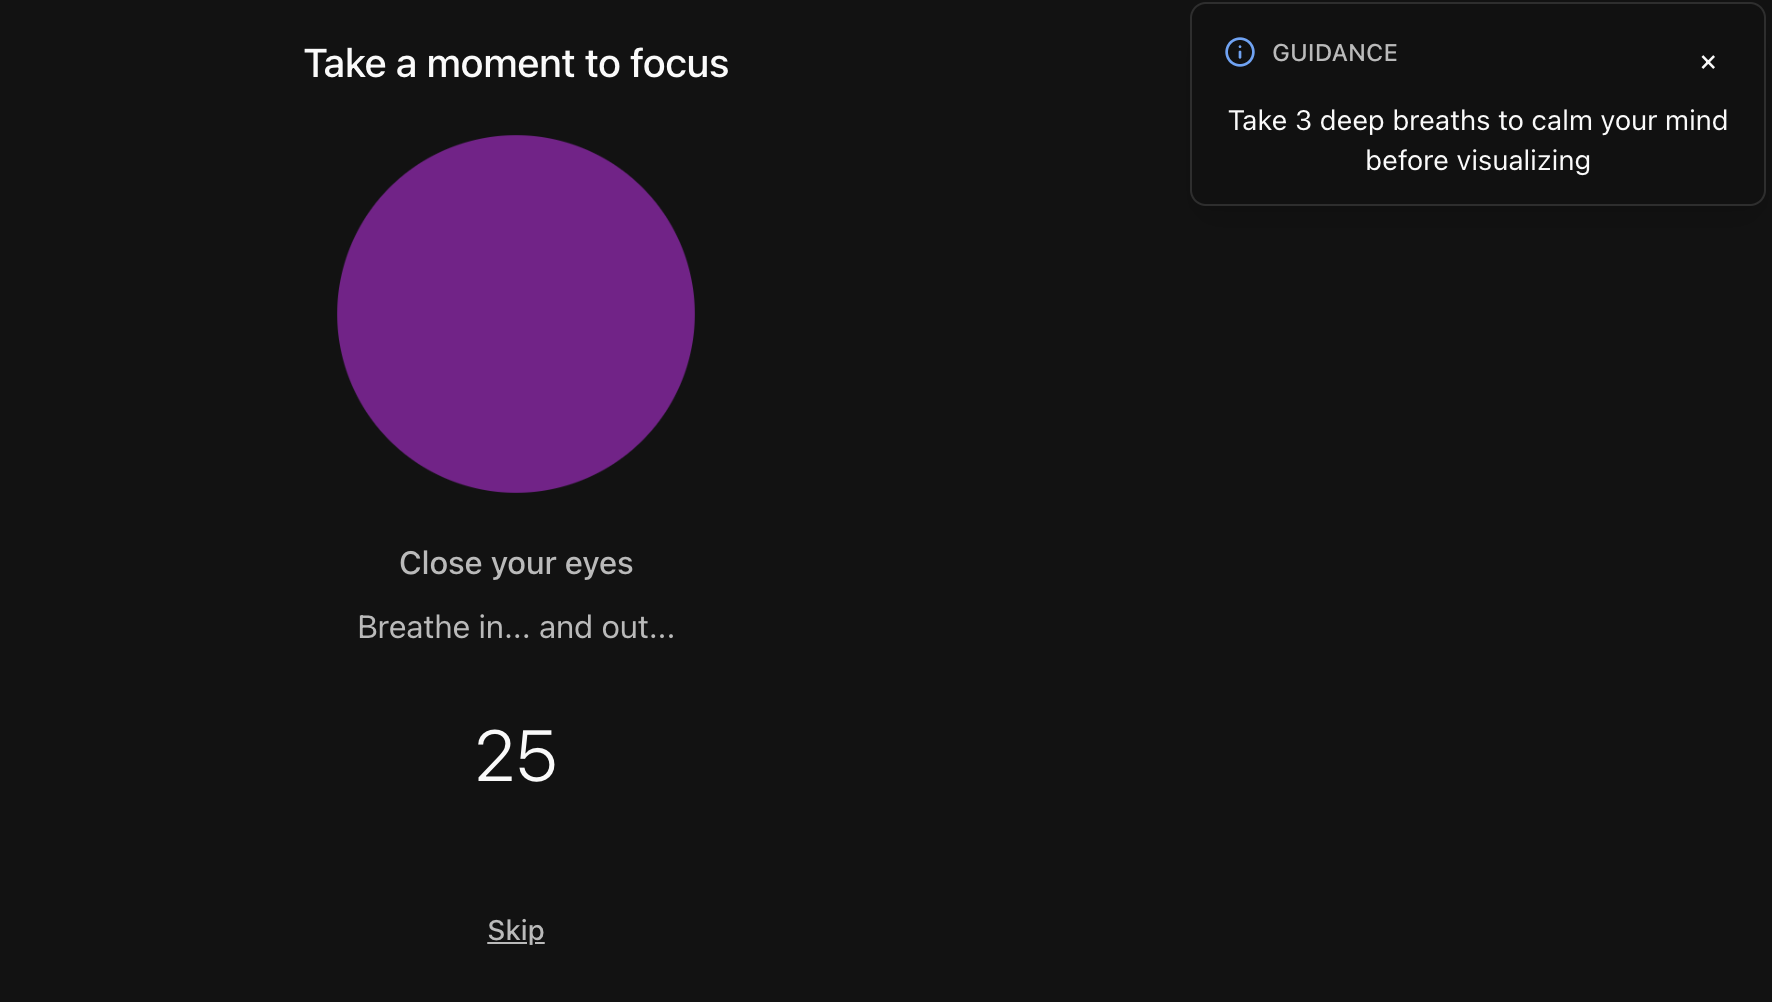 Take a moment to focus
Close your eyes
Breathe in... and out...
25
Skip
GUIDANCE
×
Take 3 deep breaths to calm your mind
before visualizing